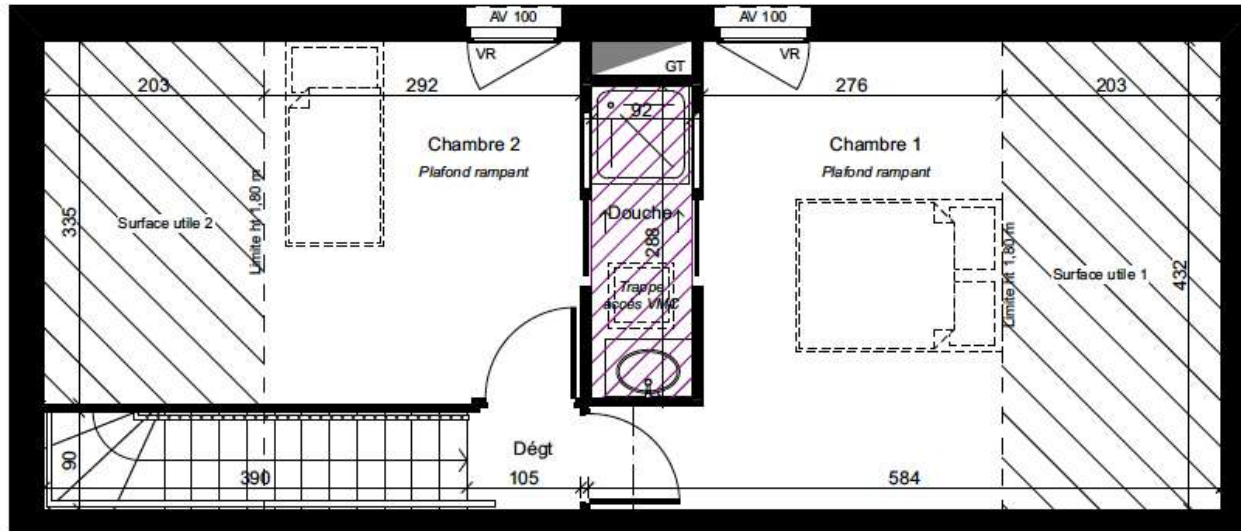 AV 100
AV 100
VR
GT
VR
203
292
92
276
203
Chambre 2
Plafond rampant
Chambre 1
Plafond rampant
335
Surface utile 2
Limite ht 1,80 m
Douche
288
Trappe
accès VMC
Limite ht 1,80 m
Surface utile 1
432
Dégt
90
390
105
584